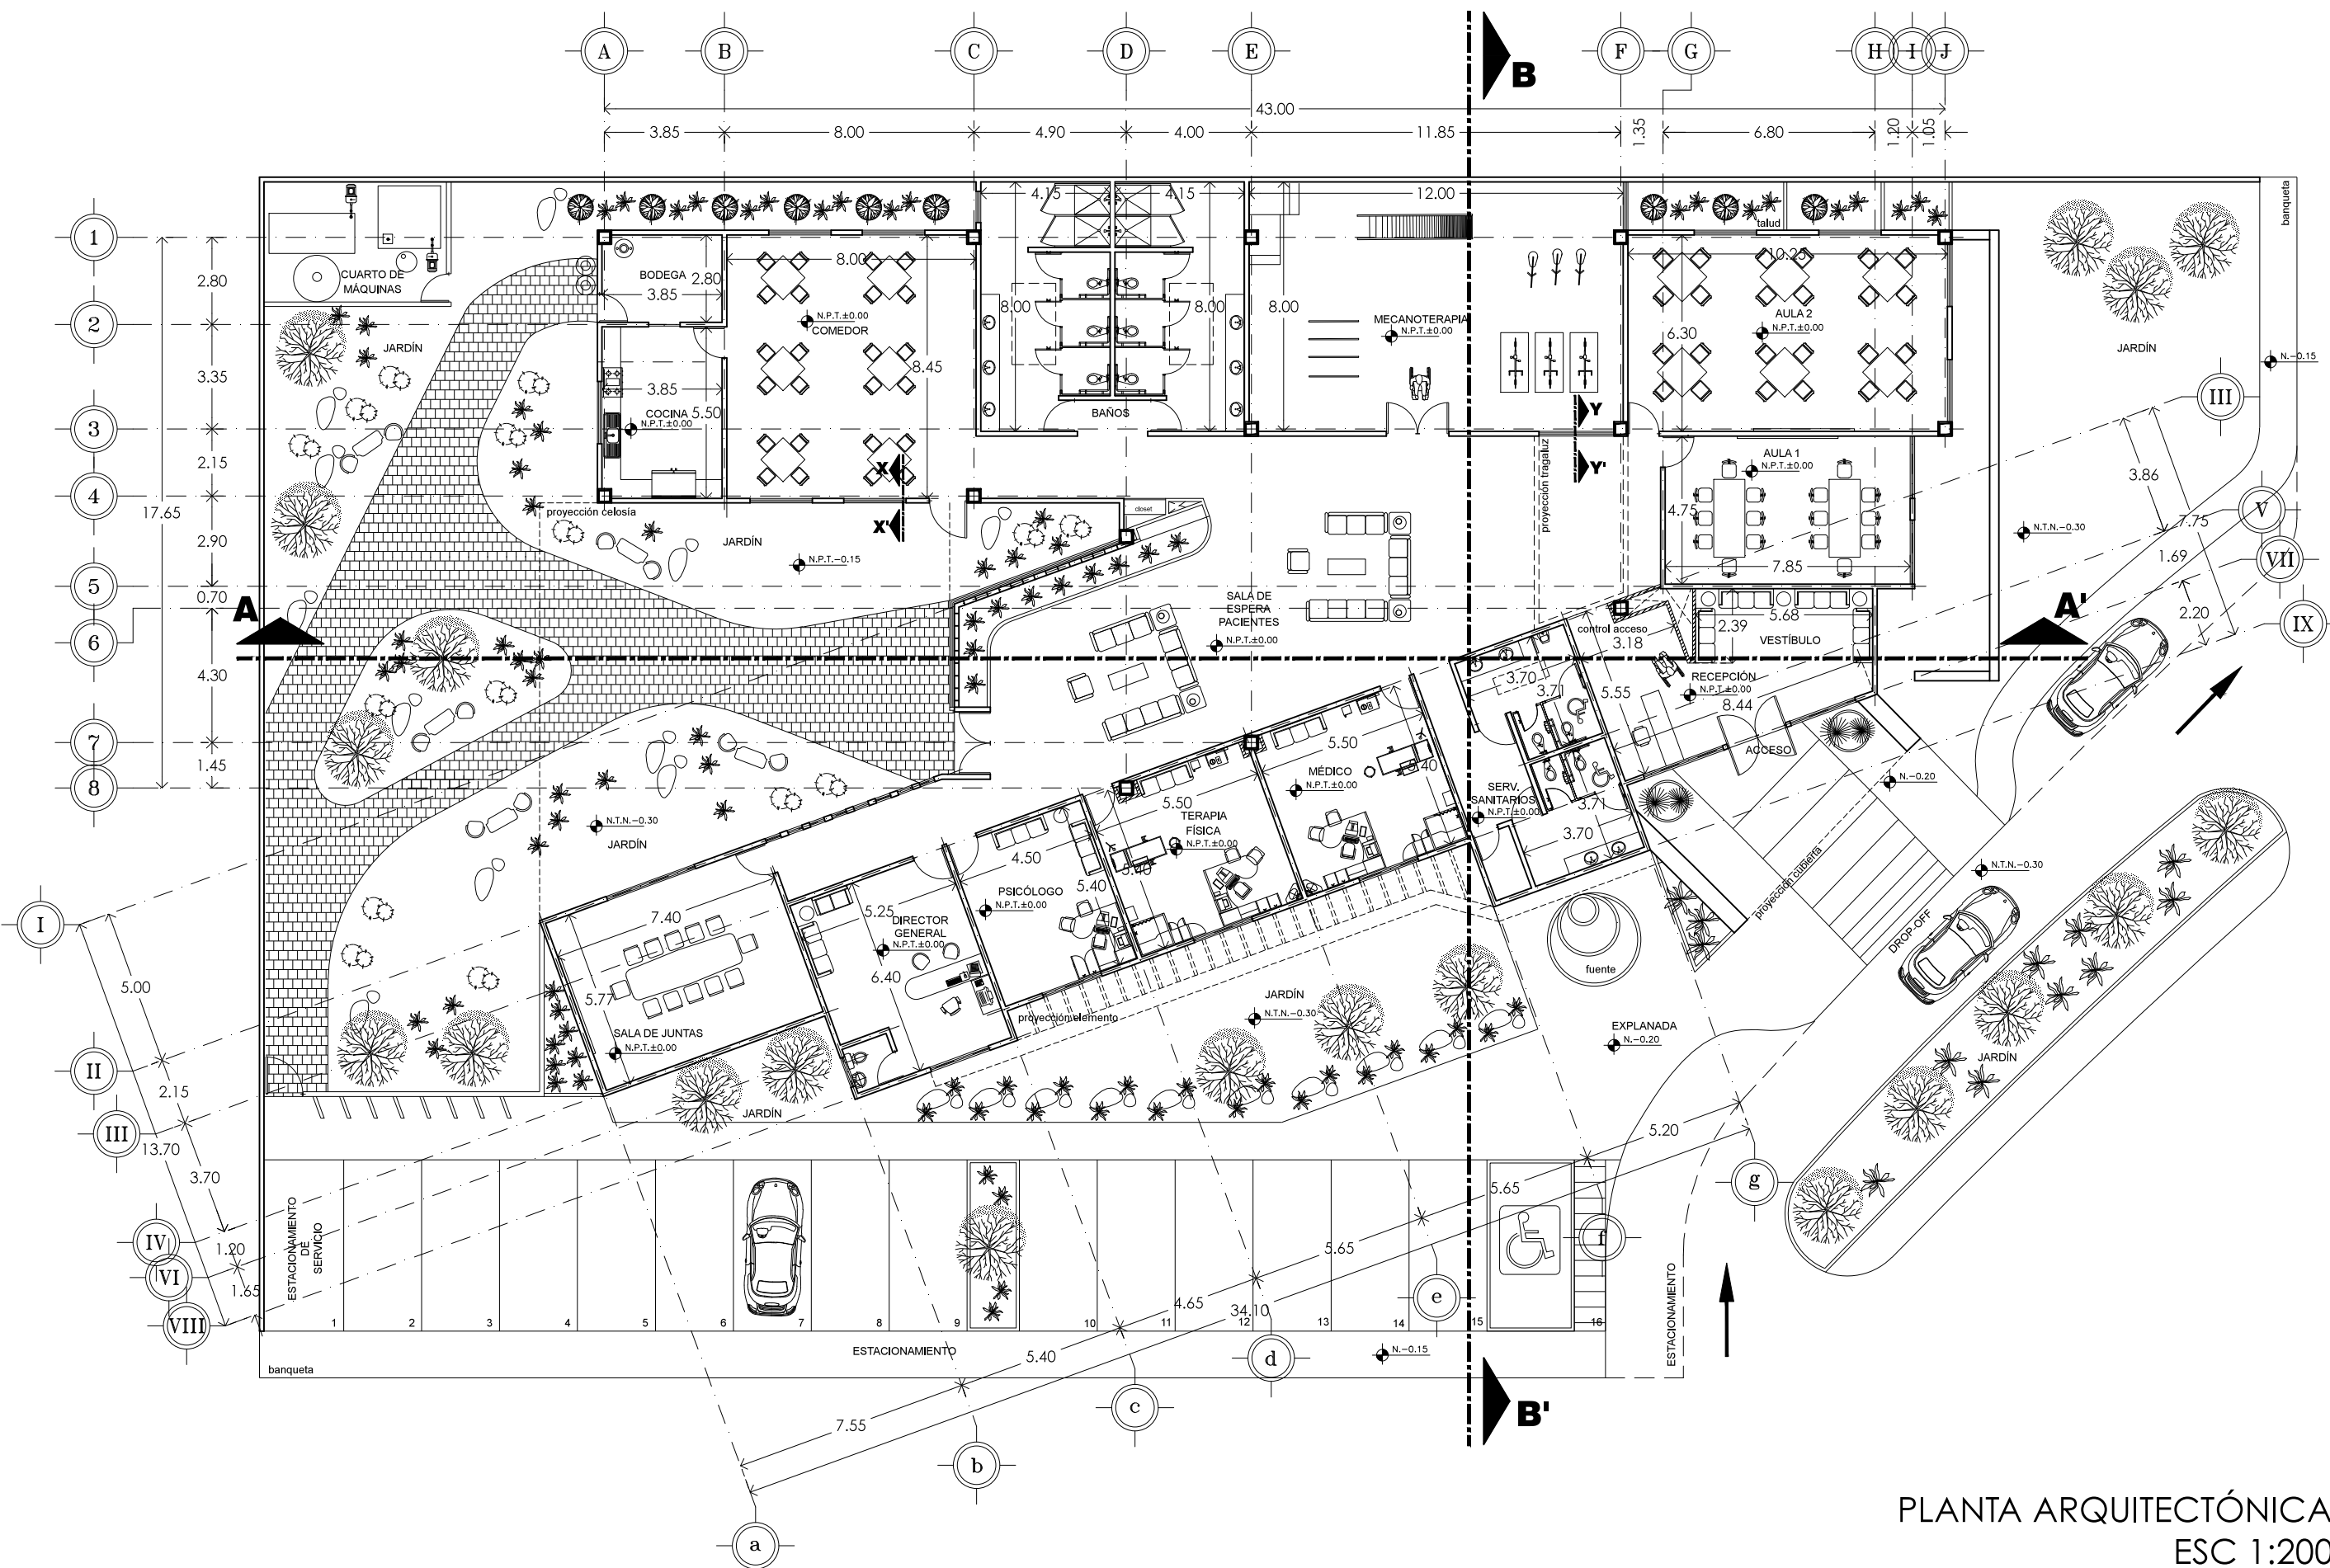 A B C D E F G H I J
B
43.00
3.85 8.00 4.90 4.00 11.85 1.35 6.80 1.20 1.05
banqueta
4.15 4.15 12.00
talud
1
2
3
4
5
6
7
8
2.80
3.35
2.15
2.90
0.70
4.30
1.45
17.65
A
A'
CUARTO DE
MÁQUINAS
JARDÍN
BODEGA
2.80
3.85
8.00
N.P.T.±0.00
COMEDOR
8.45
3.85
5.50
COCINA
N.P.T.±0.00
8.00
8.00
BAÑOS
8.00
MECANOTERAPIA
N.P.T.±0.00
10.25
6.30
AULA 2
N.P.T.±0.00
JARDÍN
N.-0.15
III
V
VII
IX
3.86
7.75
1.69
2.20
N.T.N.-0.30
X
X'
Y
Y'
proyección tragaluz
AULA 1
N.P.T.±0.00
4.75
7.85
proyección celosía
JARDÍN
N.P.T.-0.15
closet
SALA DE
ESPERA
PACIENTES
N.P.T.±0.00
control acceso
3.18
2.39
5.68
VESTÍBULO
RECEPCIÓN
N.P.T.±0.00
8.44
5.55
3.70
3.71
ACCESO
N.-0.20
5.50
MÉDICO
N.P.T.±0.00
5.40
SERV.
SANITARIOS
N.P.T.±0.00
3.71
3.70
5.50
TERAPIA
FÍSICA
N.P.T.±0.00
5.40
N.T.N.-0.30
JARDÍN
4.50
PSICÓLOGO
N.P.T.±0.00
5.40
5.25
DIRECTOR
GENERAL
N.P.T.±0.00
6.40
7.40
5.77
SALA DE JUNTAS
N.P.T.±0.00
proyección elemento
JARDÍN
N.T.N.-0.30
fuente
proyección cubierta
DROP-OFF
N.T.N.-0.30
EXPLANADA
N.-0.20
JARDÍN
JARDÍN
I
II
III
IV
VI
VIII
5.00
2.15
13.70
3.70
1.20
1.65
ESTACIONAMIENTO
DE
SERVICIO
1 2 3 4 5 6 7 8 9 10 11 12 13 14 15 16
5.20
5.65
5.65
4.65
34.10
5.40
7.55
g
f
e
d
c
b
a
ESTACIONAMIENTO
N.-0.15
ESTACIONAMIENTO
banqueta
B'
PLANTA ARQUITECTÓNICA
ESC 1:200